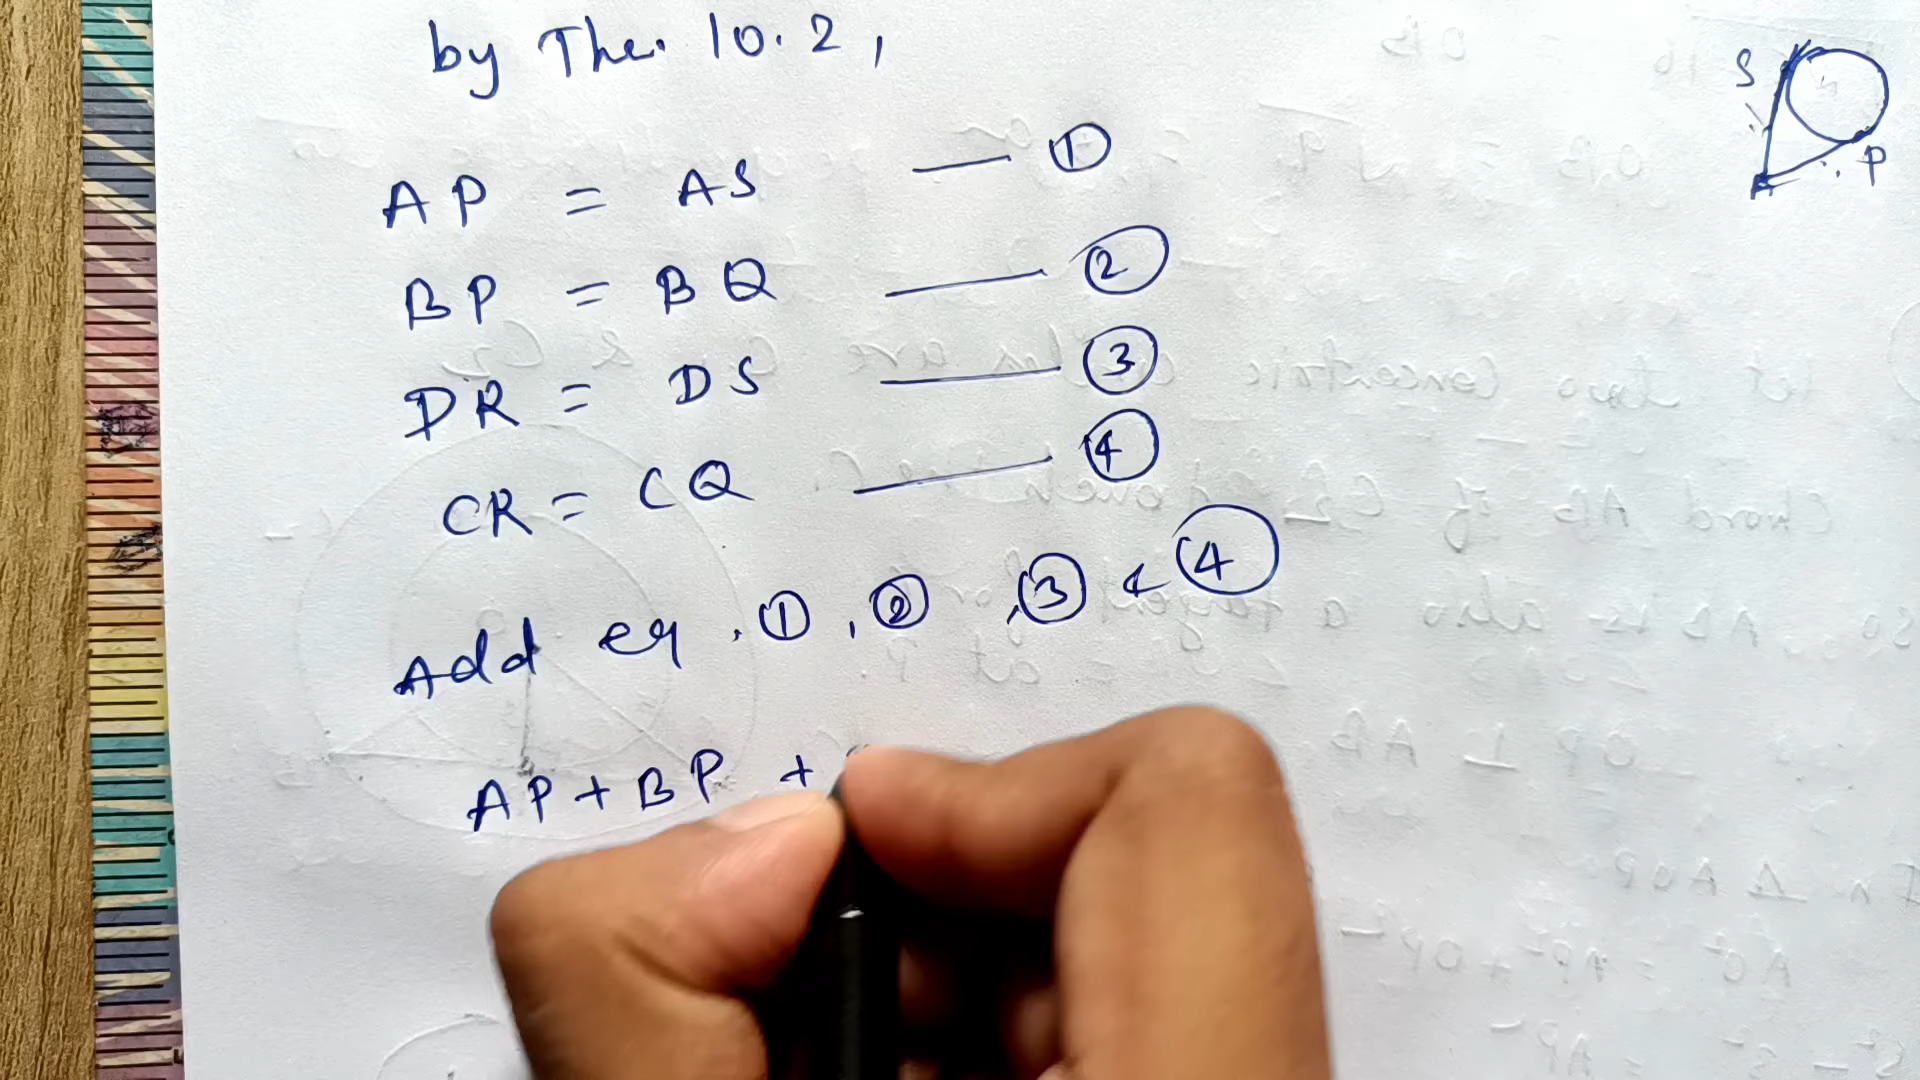 by The. 10.2,
AP = AS — ①
BP = BQ — ②
DR = DS — ③
CR = CQ — ④
Add eq. ①, ②, ③ & ④
AP + BP +
S
P
A